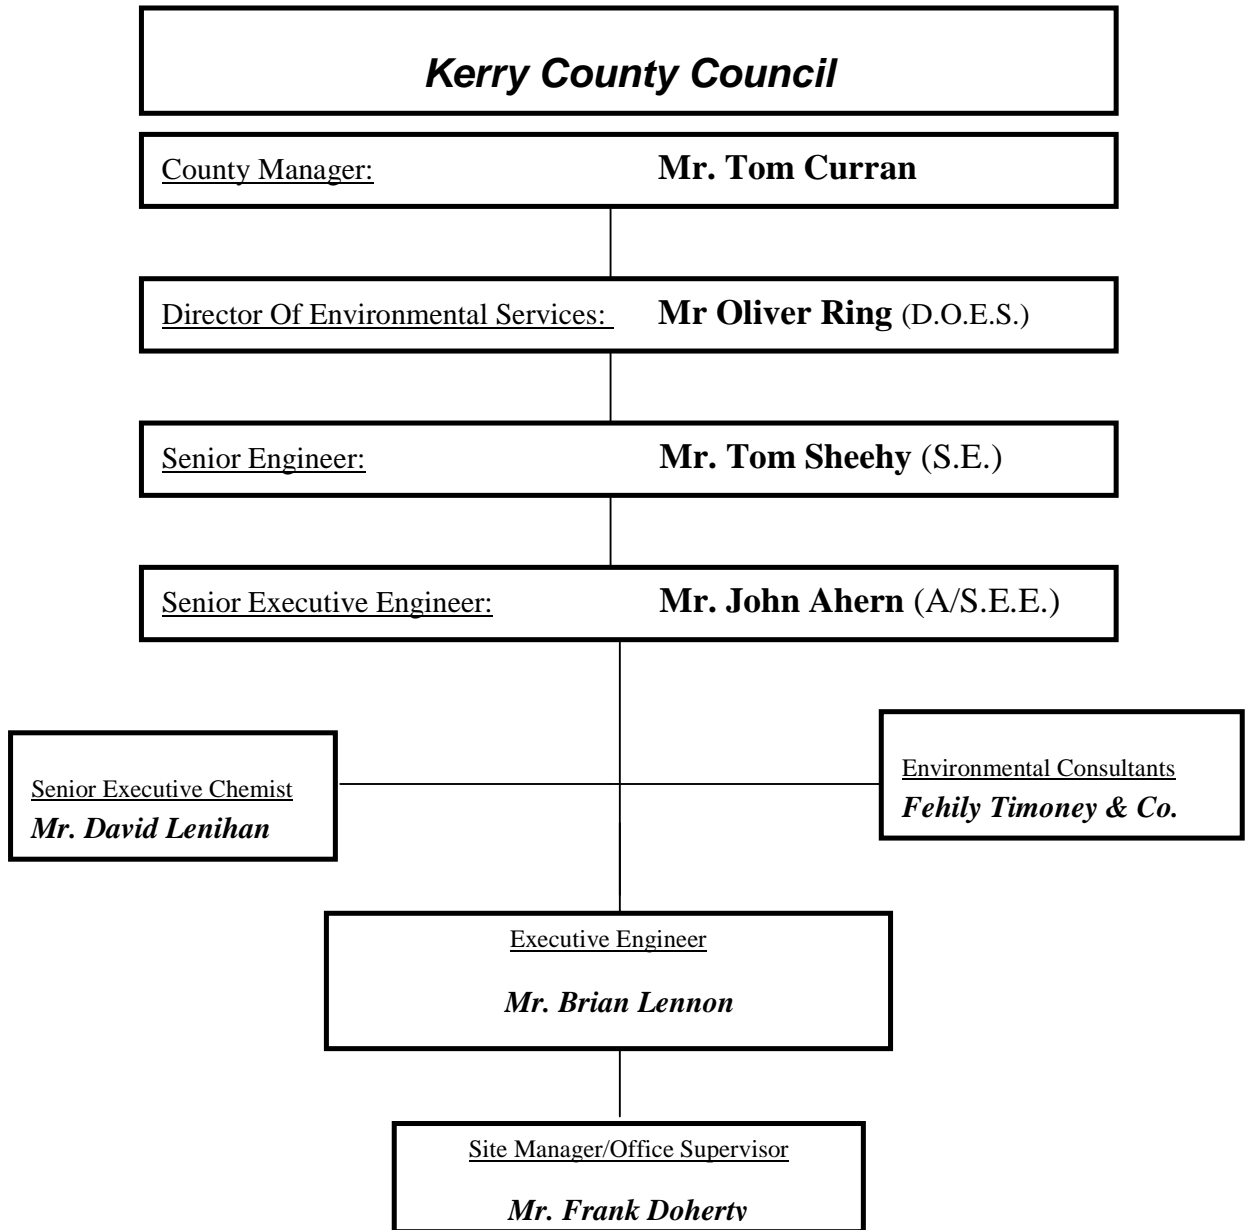 Kerry County Council
County Manager: Mr. Tom Curran
Director Of Environmental Services: Mr Oliver Ring (D.O.E.S.)
Senior Engineer: Mr. Tom Sheehy (S.E.)
Senior Executive Engineer: Mr. John Ahern (A/S.E.E.)
Senior Executive Chemist
Mr. David Lenihan
Environmental Consultants
Fehily Timoney & Co.
Executive Engineer
Mr. Brian Lennon
Site Manager/Office Supervisor
Mr. Frank Doherty